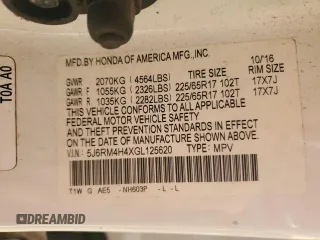 MFD.BY HONDA OF AMERICA MFG.,INC. 10/16
GVWR 2070KG (4564LBS) TIRE SIZE RIM SIZE
GAWR F 1055KG (2326LBS) 225/65R17 102T 17X7J
GAWR R 1035KG (2282LBS) 225/65R17 102T 17X7J
THIS VEHICLE CONFORMS TO ALL APPLICABLE
FEDERAL MOTOR VEHICLE SAFETY AND
THEFT PREVENTION STANDARDS IN EFFECT ON
THE DATE OF MANUFACTURE SHOWN ABOVE.
V.I.N: 5J6RM4H4XGL125620 TYPE: MPV
T1W G AE5 - NH603P - L - L
TOA A0
DREAMBID